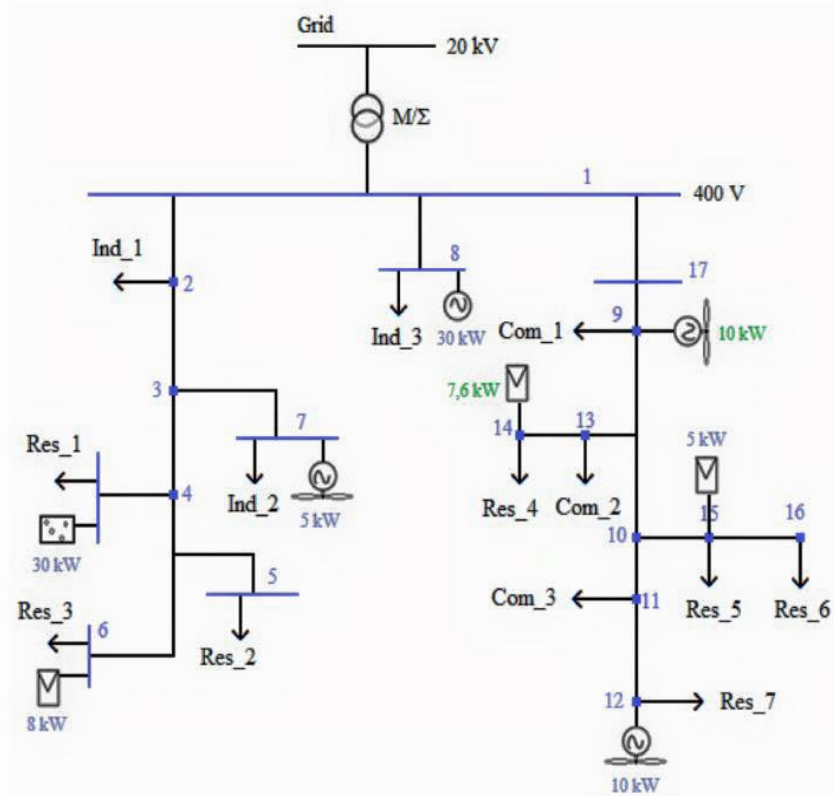 Grid
20 kV
M/Σ
1
400 V
Ind_1
2
8
17
Ind_3
30 kW
Com_1
9
10 kW
3
7
7,6 kW
14
13
5 kW
Res_1
4
Ind_2
5 kW
Res_4
Com_2
15
16
10
30 kW
5
Com_3
11
Res_5
Res_6
Res_3
6
Res_2
8 kW
12
Res_7
10 kW